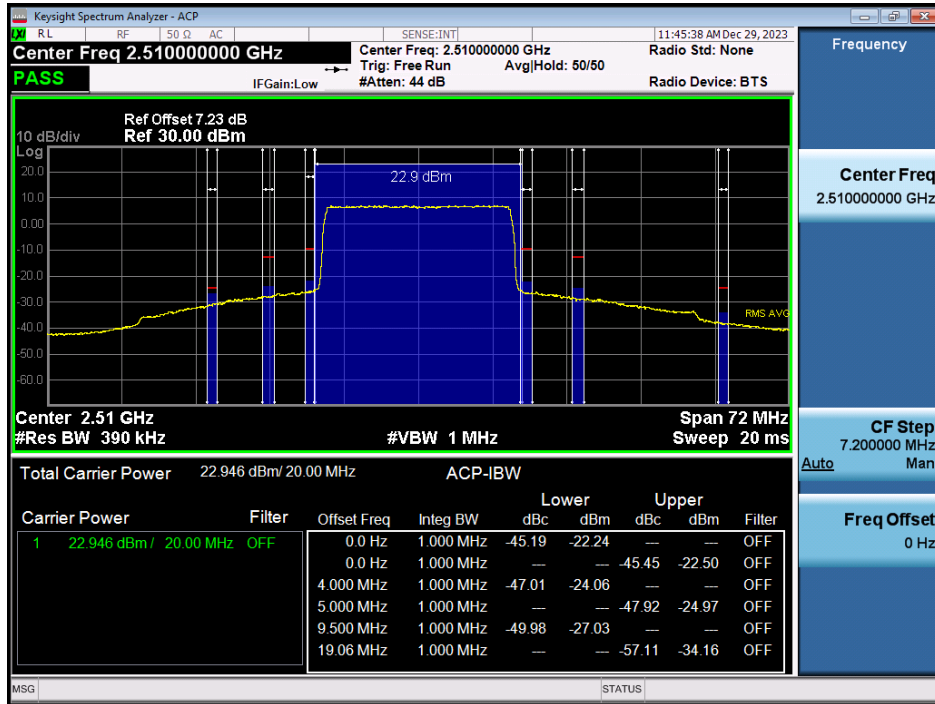 Keysight Spectrum Analyzer - ACP
LXI RL RF 50 Ω AC SENSE:INT 11:45:38 AM Dec 29, 2023
Center Freq 2.510000000 GHz
Center Freq: 2.510000000 GHz Radio Std: None
Trig: Free Run Avg|Hold: 50/50
PASS IFGain:Low #Atten: 44 dB Radio Device: BTS
Ref Offset 7.23 dB
10 dB/div Ref 30.00 dBm
Log
22.9 dBm
20.0
10.0
0.00
-10.0
-20.0
-30.0
RMS AVG
-40.0
-50.0
-60.0
Center 2.51 GHz Span 72 MHz
#Res BW 390 kHz #VBW 1 MHz Sweep 20 ms
Total Carrier Power 22.946 dBm/ 20.00 MHz ACP-IBW
Lower Upper
Carrier Power Filter Offset Freq Integ BW dBc dBm dBc dBm Filter
1 22.946 dBm / 20.00 MHz OFF 0.0 Hz 1.000 MHz -45.19 -22.24 --- --- OFF
0.0 Hz 1.000 MHz --- --- -45.45 -22.50 OFF
4.000 MHz 1.000 MHz -47.01 -24.06 --- --- OFF
5.000 MHz 1.000 MHz --- --- -47.92 -24.97 OFF
9.500 MHz 1.000 MHz -49.98 -27.03 --- --- OFF
19.06 MHz 1.000 MHz --- --- -57.11 -34.16 OFF
MSG STATUS
Frequency
Center Freq
2.510000000 GHz
CF Step
7.200000 MHz
Auto Man
Freq Offset
0 Hz